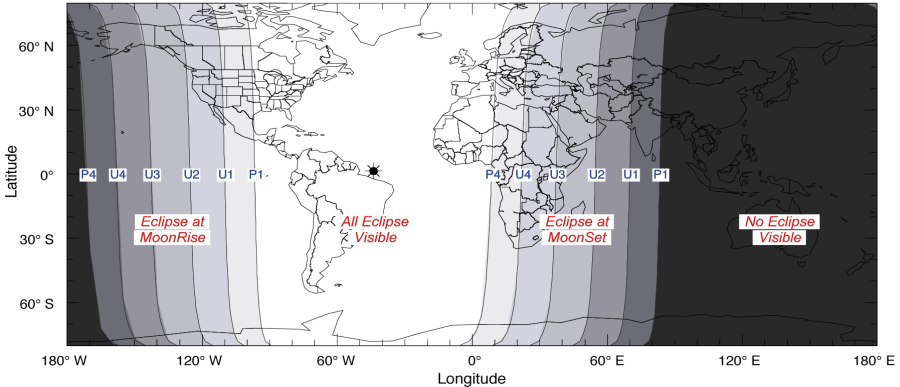 60° N
30° N
0°
30° S
60° S
Latitude
P4 U4 U3 U2 U1 P1 P4 U4 U3 U2 U1 P1
Eclipse at
MoonRise
All Eclipse
Visible
Eclipse at
MoonSet
No Eclipse
Visible
180° W 120° W 60° W 0° 60° E 120° E 180° E
Longitude